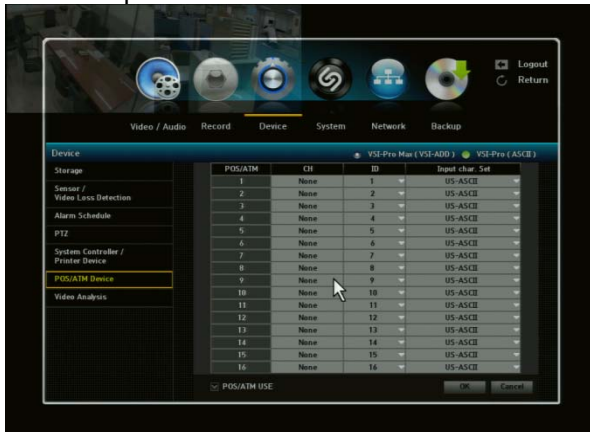 Logout
Return
Video / Audio Record Device System Network Backup
Device VSI-Pro Max ( VSI-ADD ) VSI-Pro ( ASCII )
Storage
Sensor /
Video Loss Detection
Alarm Schedule
PTZ
System Controller /
Printer Device
POS/ATM Device
Video Analysis
POS/ATM CH ID Input char. Set
1 None 1 US-ASCII
2 None 2 US-ASCII
3 None 3 US-ASCII
4 None 4 US-ASCII
5 None 5 US-ASCII
6 None 6 US-ASCII
7 None 7 US-ASCII
8 None 8 US-ASCII
9 None 9 US-ASCII
10 None 10 US-ASCII
11 None 11 US-ASCII
12 None 12 US-ASCII
13 None 13 US-ASCII
14 None 14 US-ASCII
15 None 15 US-ASCII
16 None 16 US-ASCII
POS/ATM USE OK Cancel